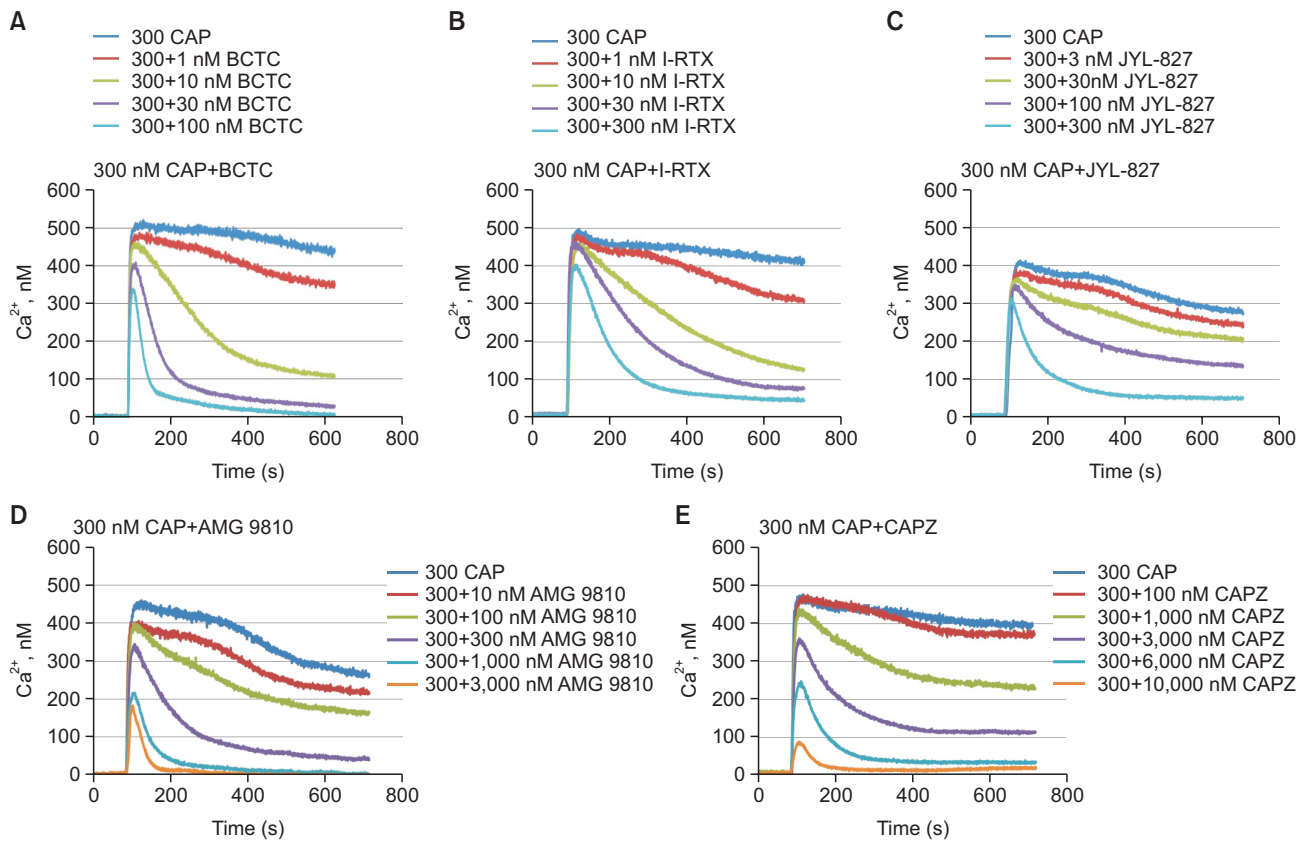 A
300 CAP
300+1 nM BCTC
300+10 nM BCTC
300+30 nM BCTC
300+100 nM BCTC
300 nM CAP+BCTC
Ca²⁺, nM
600
500
400
300
200
100
0
0 200 400 600 800
Time (s)
B
300 CAP
300+1 nM I-RTX
300+10 nM I-RTX
300+30 nM I-RTX
300+300 nM I-RTX
300 nM CAP+I-RTX
Ca²⁺, nM
600
500
400
300
200
100
0
0 200 400 600 800
Time (s)
C
300 CAP
300+3 nM JYL-827
300+30nM JYL-827
300+100 nM JYL-827
300+300 nM JYL-827
300 nM CAP+JYL-827
Ca²⁺, nM
600
500
400
300
200
100
0
0 200 400 600 800
Time (s)
D
300 nM CAP+AMG 9810
300 CAP
300+10 nM AMG 9810
300+100 nM AMG 9810
300+300 nM AMG 9810
300+1,000 nM AMG 9810
300+3,000 nM AMG 9810
Ca²⁺, nM
600
500
400
300
200
100
0
0 200 400 600 800
Time (s)
E
300 nM CAP+CAPZ
300 CAP
300+100 nM CAPZ
300+1,000 nM CAPZ
300+3,000 nM CAPZ
300+6,000 nM CAPZ
300+10,000 nM CAPZ
Ca²⁺, nM
600
500
400
300
200
100
0
0 200 400 600 800
Time (s)